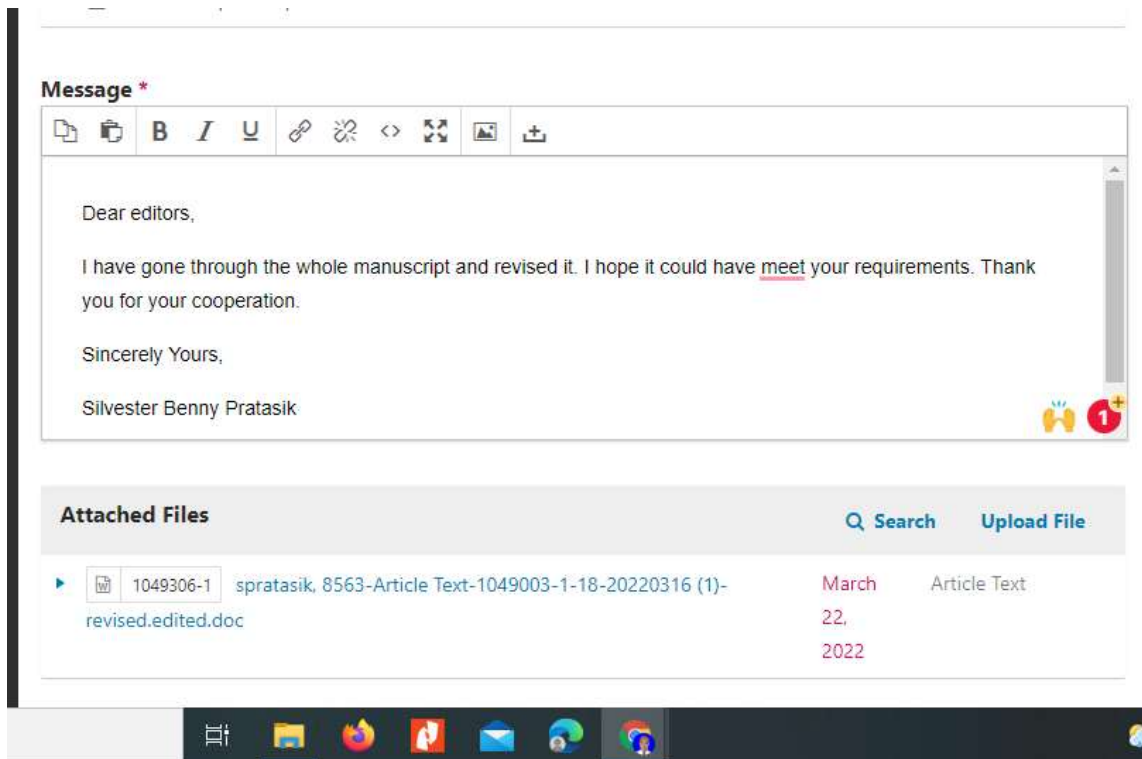 Message *
Dear editors,
I have gone through the whole manuscript and revised it. I hope it could have meet your requirements. Thank
you for your cooperation.
Sincerely Yours,
Silvester Benny Pratasik
1
Attached Files
Search Upload File
1049306-1 spratasik, 8563-Article Text-1049003-1-18-20220316 (1)- March Article Text
revised.edited.doc 22,
2022